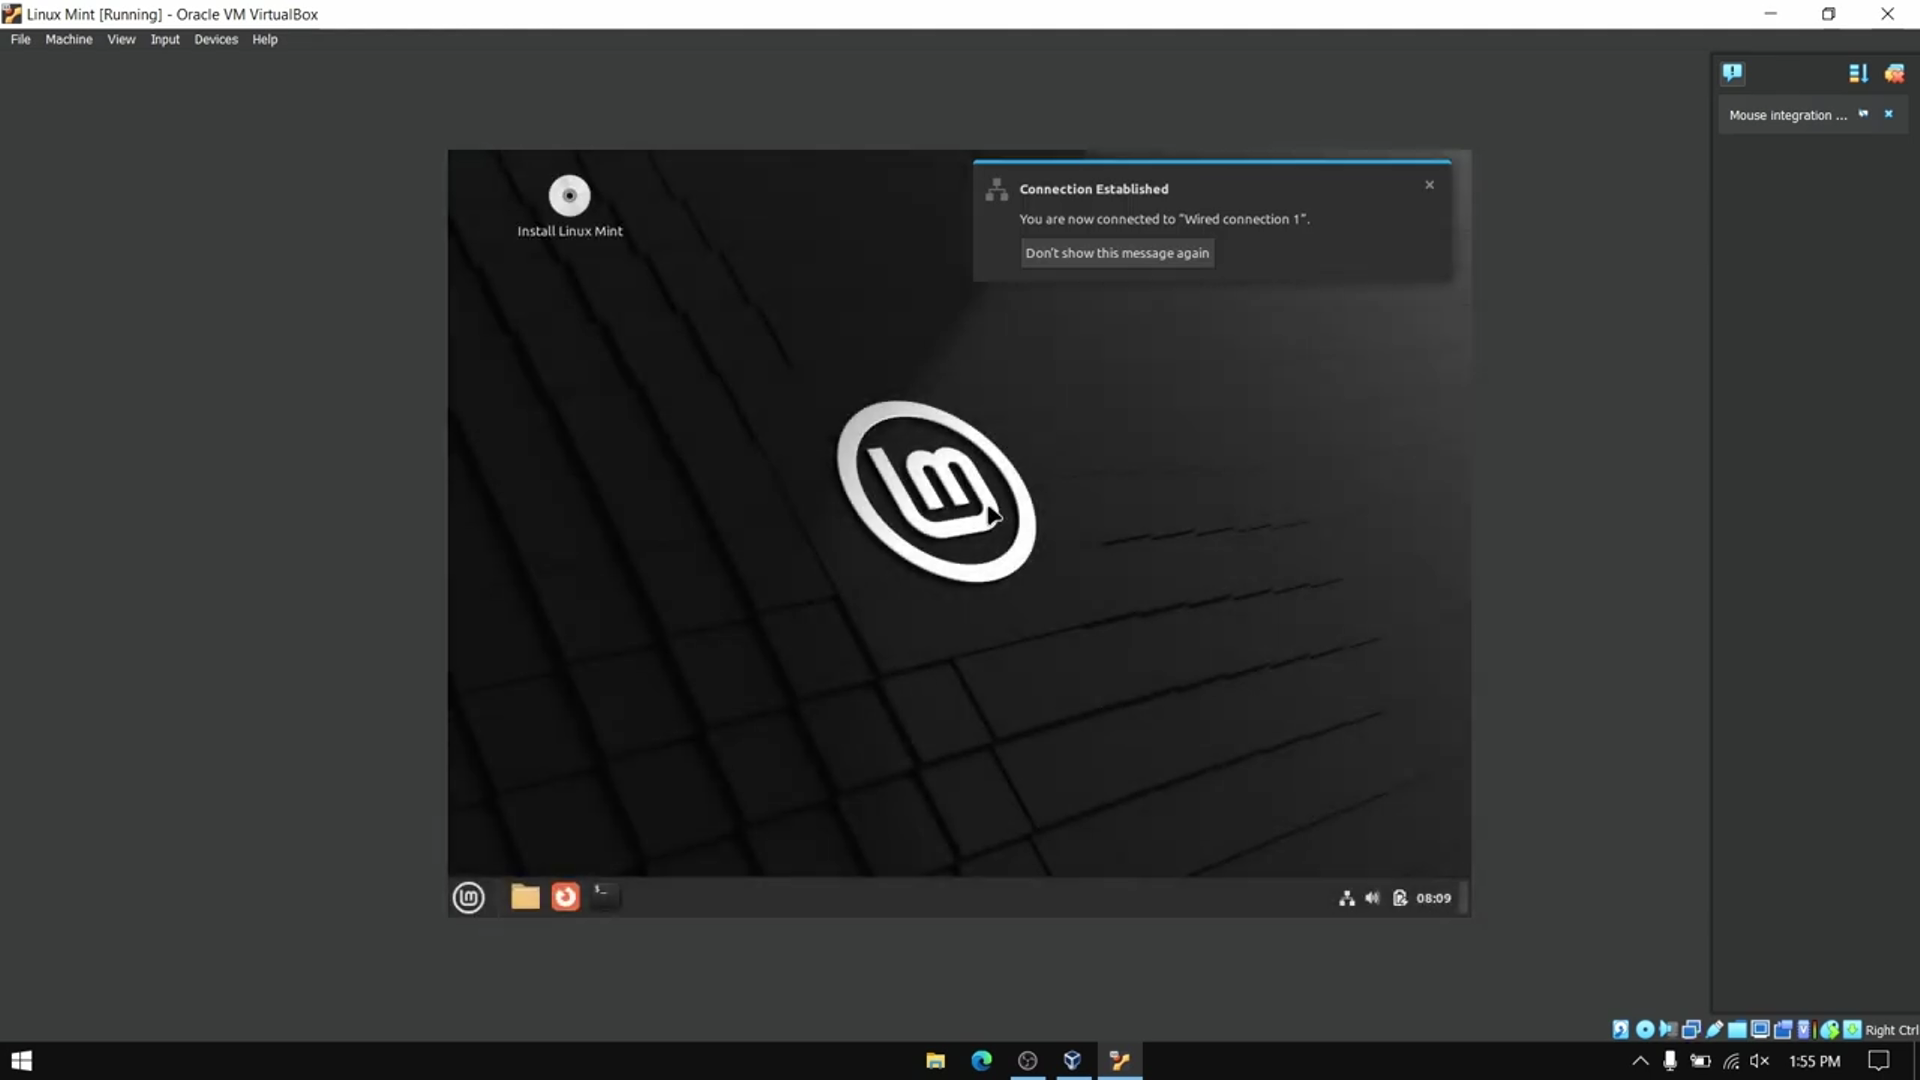 Linux Mint [Running] - Oracle VM VirtualBox
File Machine View Input Devices Help
Mouse integration ...
Install Linux Mint
Connection Established
You are now connected to “Wired connection 1”.
Don't show this message again
lm
08:09
Right Ctrl
1:55 PM